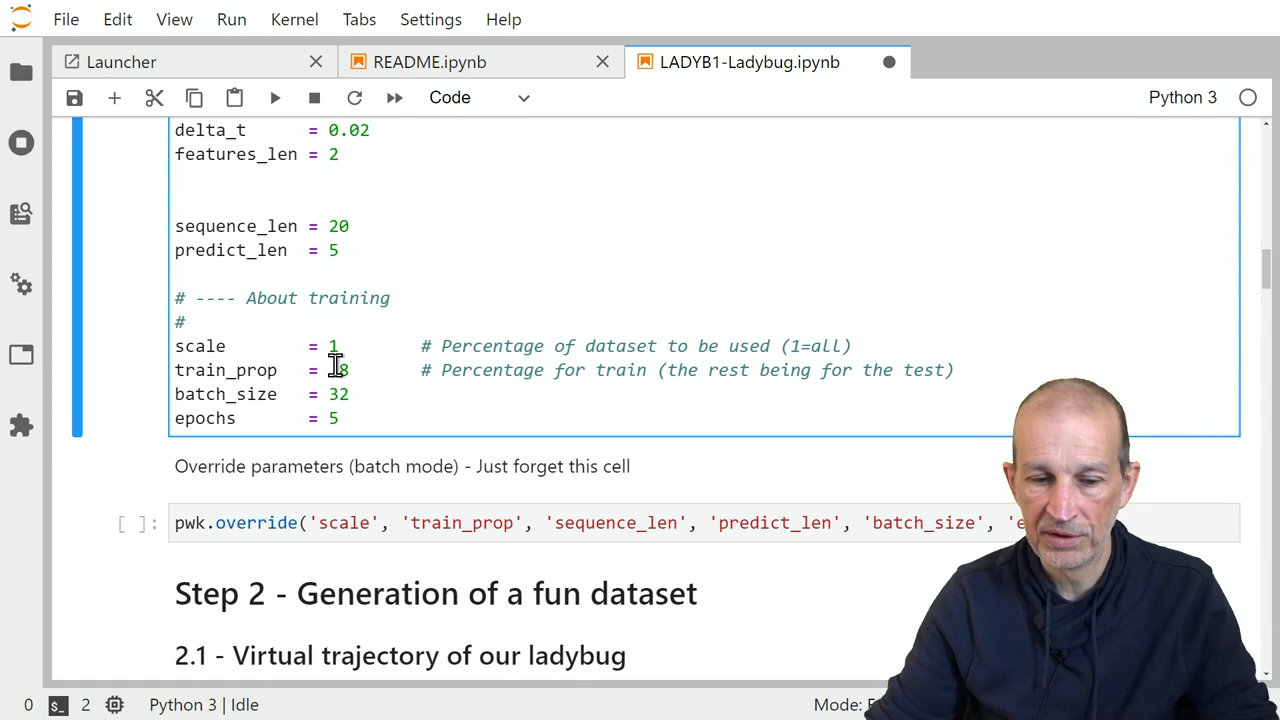 File Edit View Run Kernel Tabs Settings Help
Launcher README.ipynb LADYB1-Ladybug.ipynb
Code Python 3
delta_t = 0.02
features_len = 2
sequence_len = 20
predict_len = 5
# ---- About training
#
scale = 1 # Percentage of dataset to be used (1=all)
train_prop = .8 # Percentage for train (the rest being for the test)
batch_size = 32
epochs = 5
Override parameters (batch mode) - Just forget this cell
[ ]: pwk.override('scale', 'train_prop', 'sequence_len', 'predict_len', 'batch_size',
Step 2 - Generation of a fun dataset
2.1 - Virtual trajectory of our ladybug
0 $_ 2 Python 3 | Idle Mode: